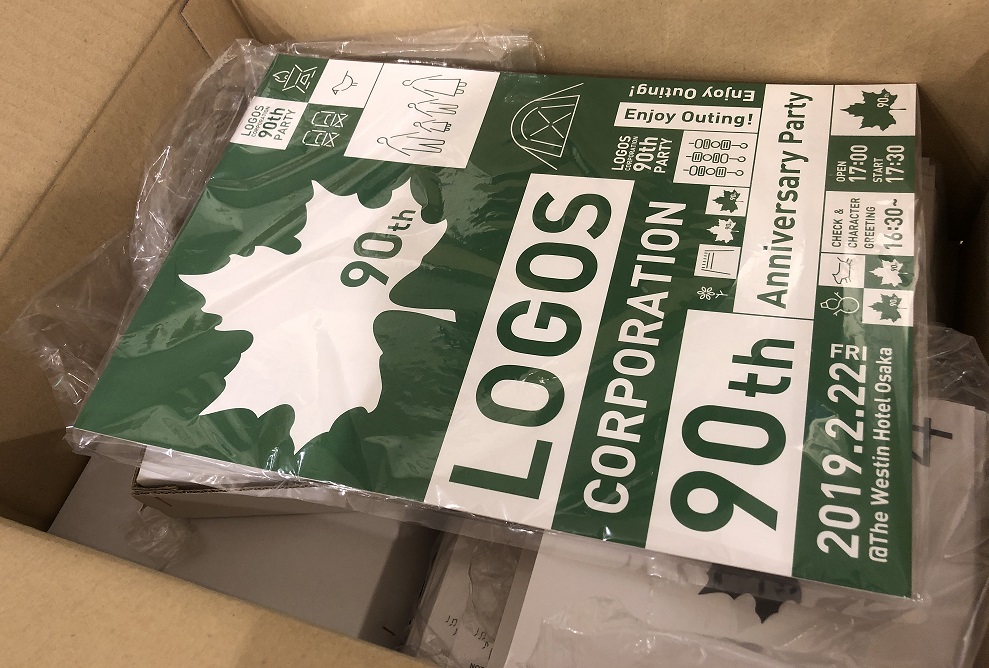 LOGOS
CORPORATION
90th
PARTY
90th
LOGOS
CORPORATION
90th
Anniversary Party
Enjoy Outing!
Enjoy Outing!
LOGOS
CORPORATION
90th
PARTY
90th
OPEN
17:00
START
17:30
CHECK &
CHARACTER
GREETING
16:30~
2019.2.22 FRI
@The Westin Hotel Osaka